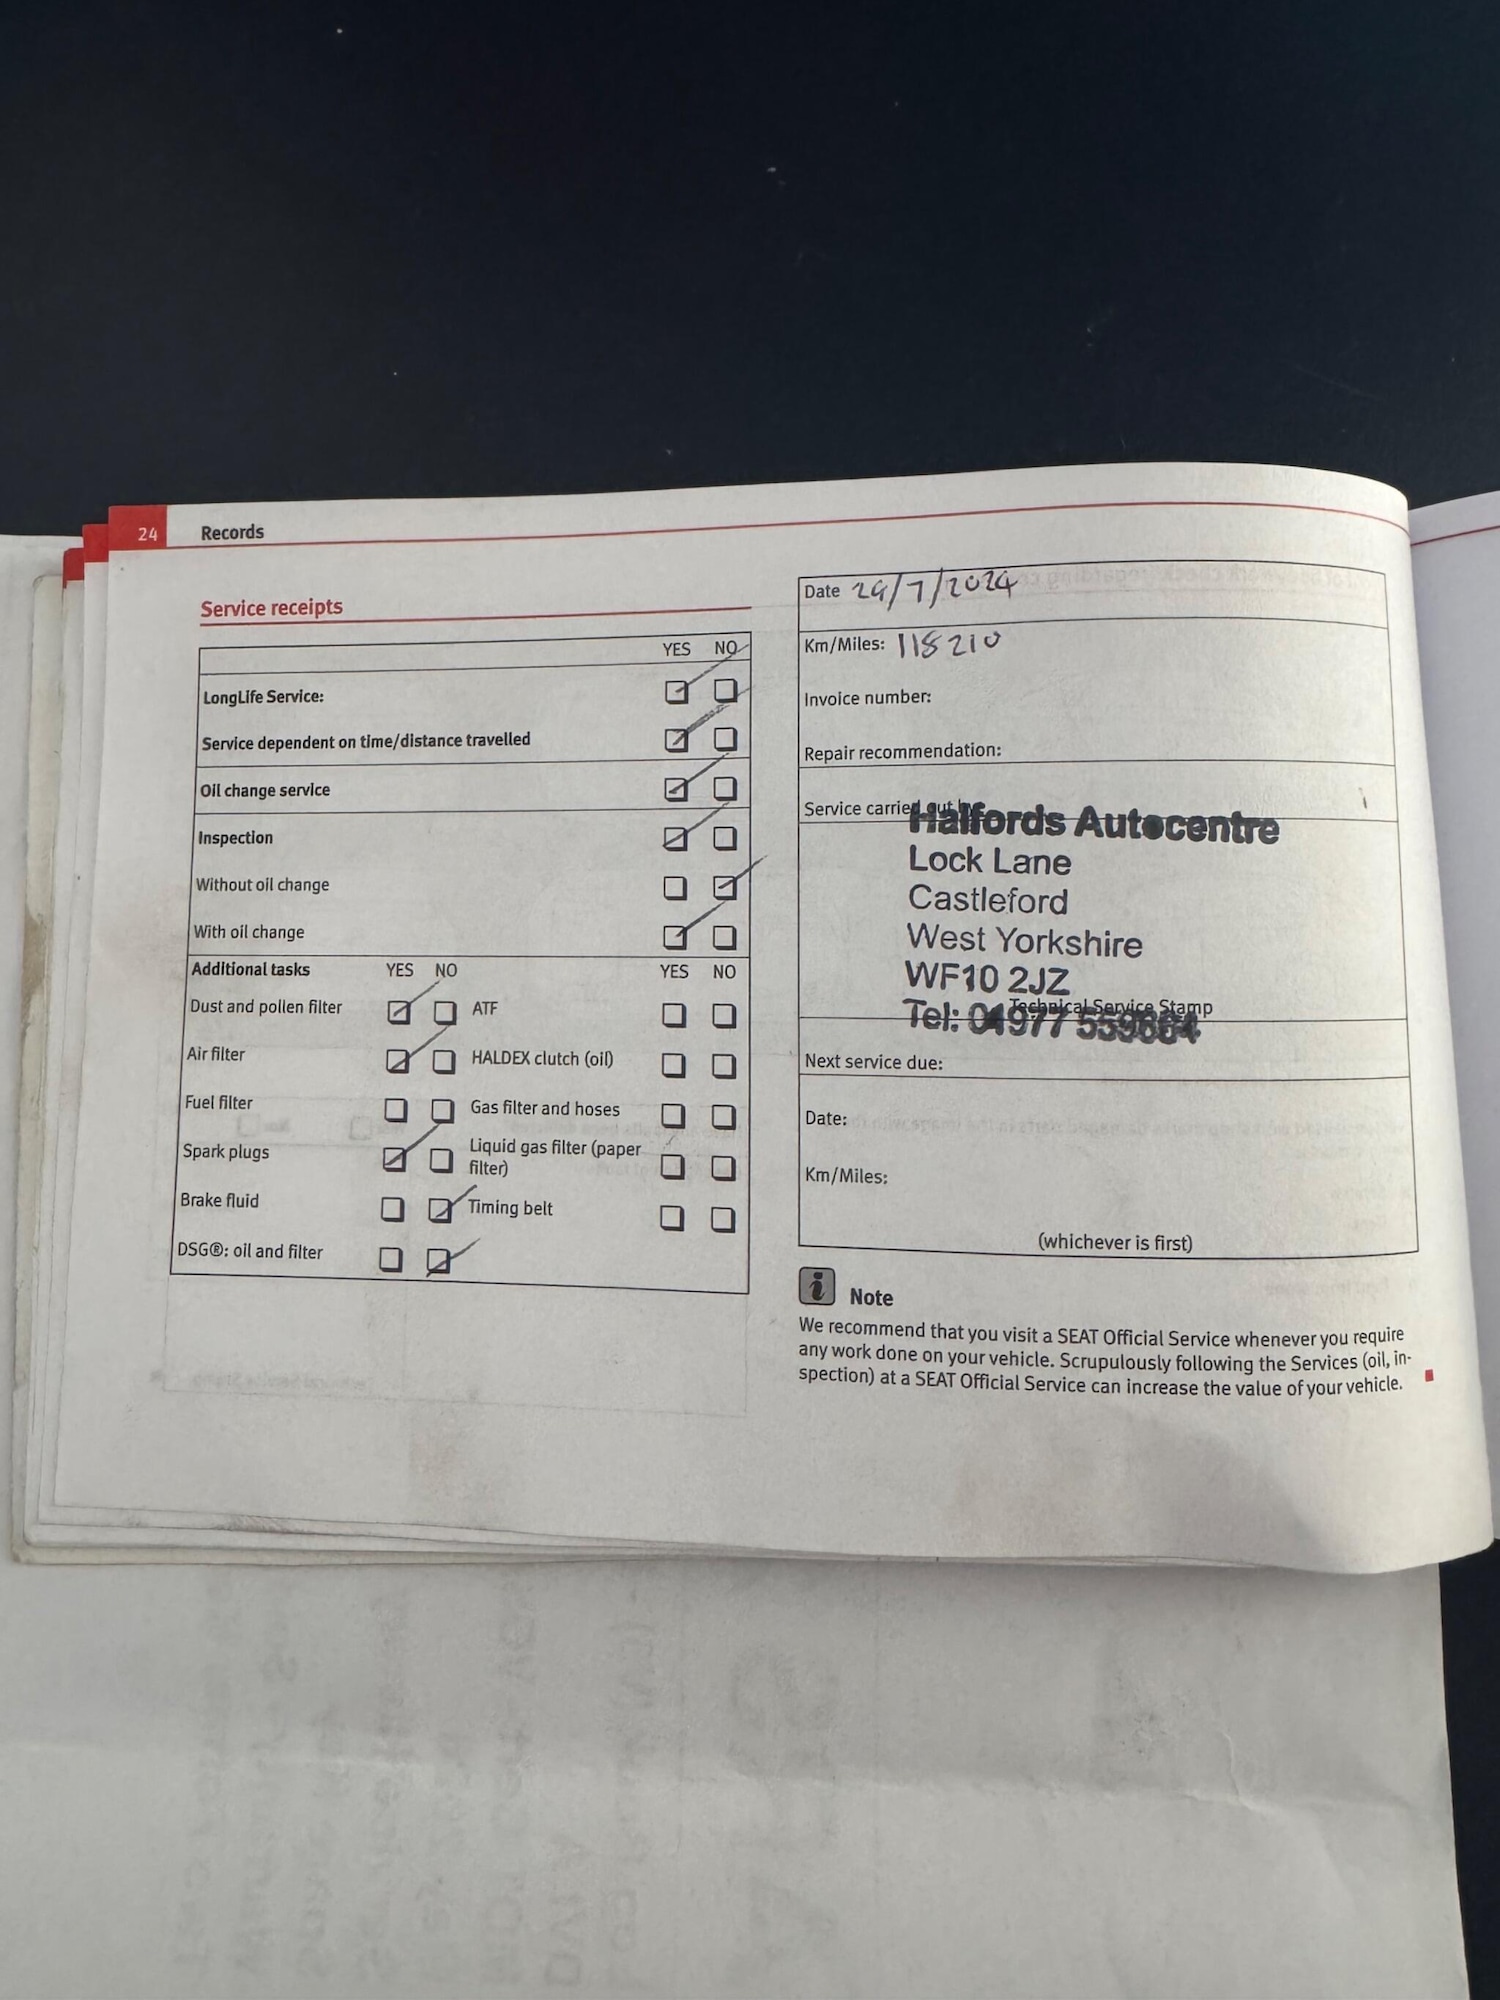 24 Records
Service receipts
YES NO
LongLife Service:
Service dependent on time/distance travelled
Oil change service
Inspection
Without oil change
With oil change
Additional tasks YES NO YES NO
Dust and pollen filter ATF
Air filter HALDEX clutch (oil)
Fuel filter Gas filter and hoses
Spark plugs Liquid gas filter (paper
filter)
Brake fluid Timing belt
DSG®: oil and filter
Date 29/7/2024
Km/Miles: 118210
Invoice number:
Repair recommendation:
Service carried out by
Halfords Autocentre
Lock Lane
Castleford
West Yorkshire
WF10 2JZ
Technical Service Stamp
Tel: 01977
Next service due:
Date:
Km/Miles:
(whichever is first)
i Note
We recommend that you visit a SEAT Official Service whenever you require
any work done on your vehicle. Scrupulously following the Services (oil, in-
spection) at a SEAT Official Service can increase the value of your vehicle.